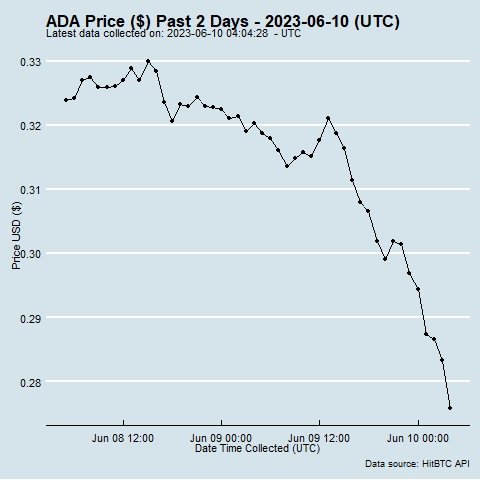 ADA Price ($) Past 2 Days - 2023-06-10 (UTC)
Latest data collected on: 2023-06-10 04:04:28 - UTC
0.33
0.32
0.31
0.30
0.29
0.28
Price USD ($)
Jun 08 12:00
Jun 09 00:00
Jun 09 12:00
Jun 10 00:00
Date Time Collected (UTC)
Data source: HitBTC API